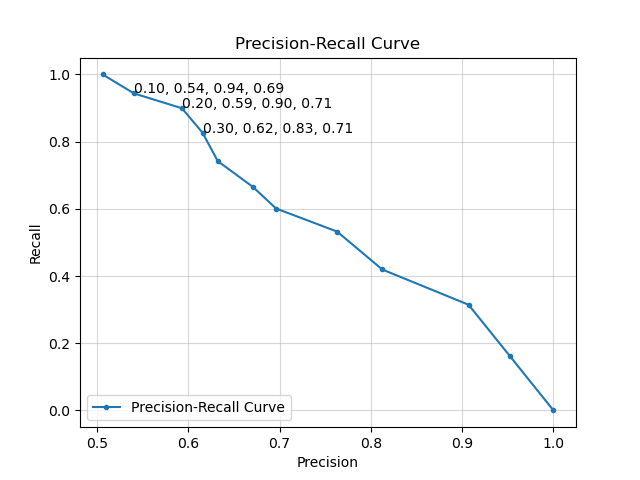 Precision-Recall Curve
1.0
0.8
0.6
0.4
0.2
0.0
Recall
0.10, 0.54, 0.94, 0.69
0.20, 0.59, 0.90, 0.71
0.30, 0.62, 0.83, 0.71
Precision-Recall Curve
0.5 0.6 0.7 0.8 0.9 1.0
Precision